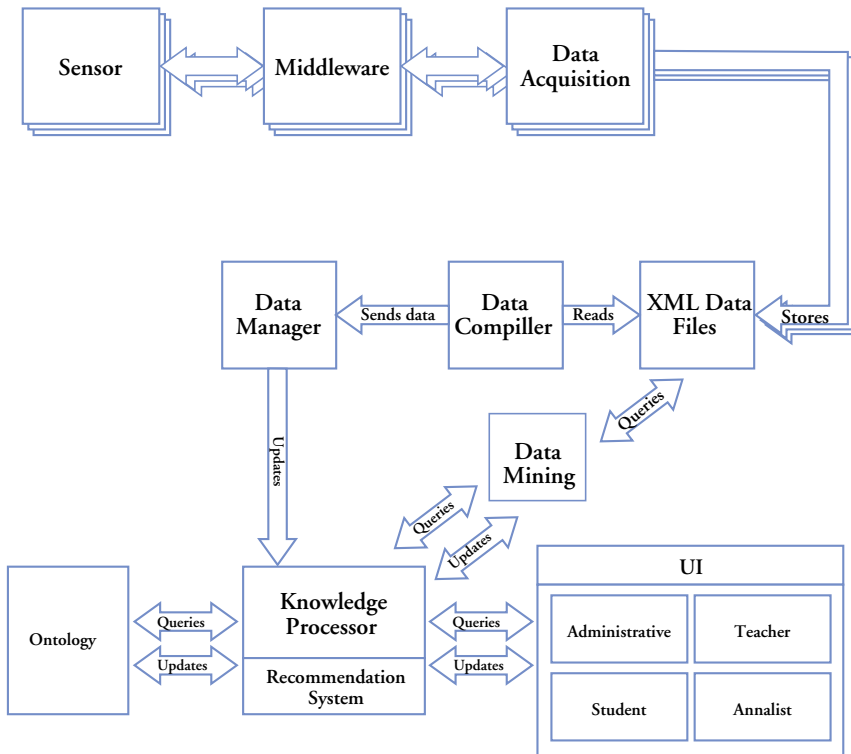 Sensor
Middleware
Data
Acquisition
Data
Manager
Sends data
Data
Compiller
Reads
XML Data
Files
Stores
Queries
Updates
Data
Mining
Queries
Updates
Ontology
Queries
Updates
Knowledge
Processor
Recommendation
System
Queries
Updates
UI
Administrative
Teacher
Student
Annalist